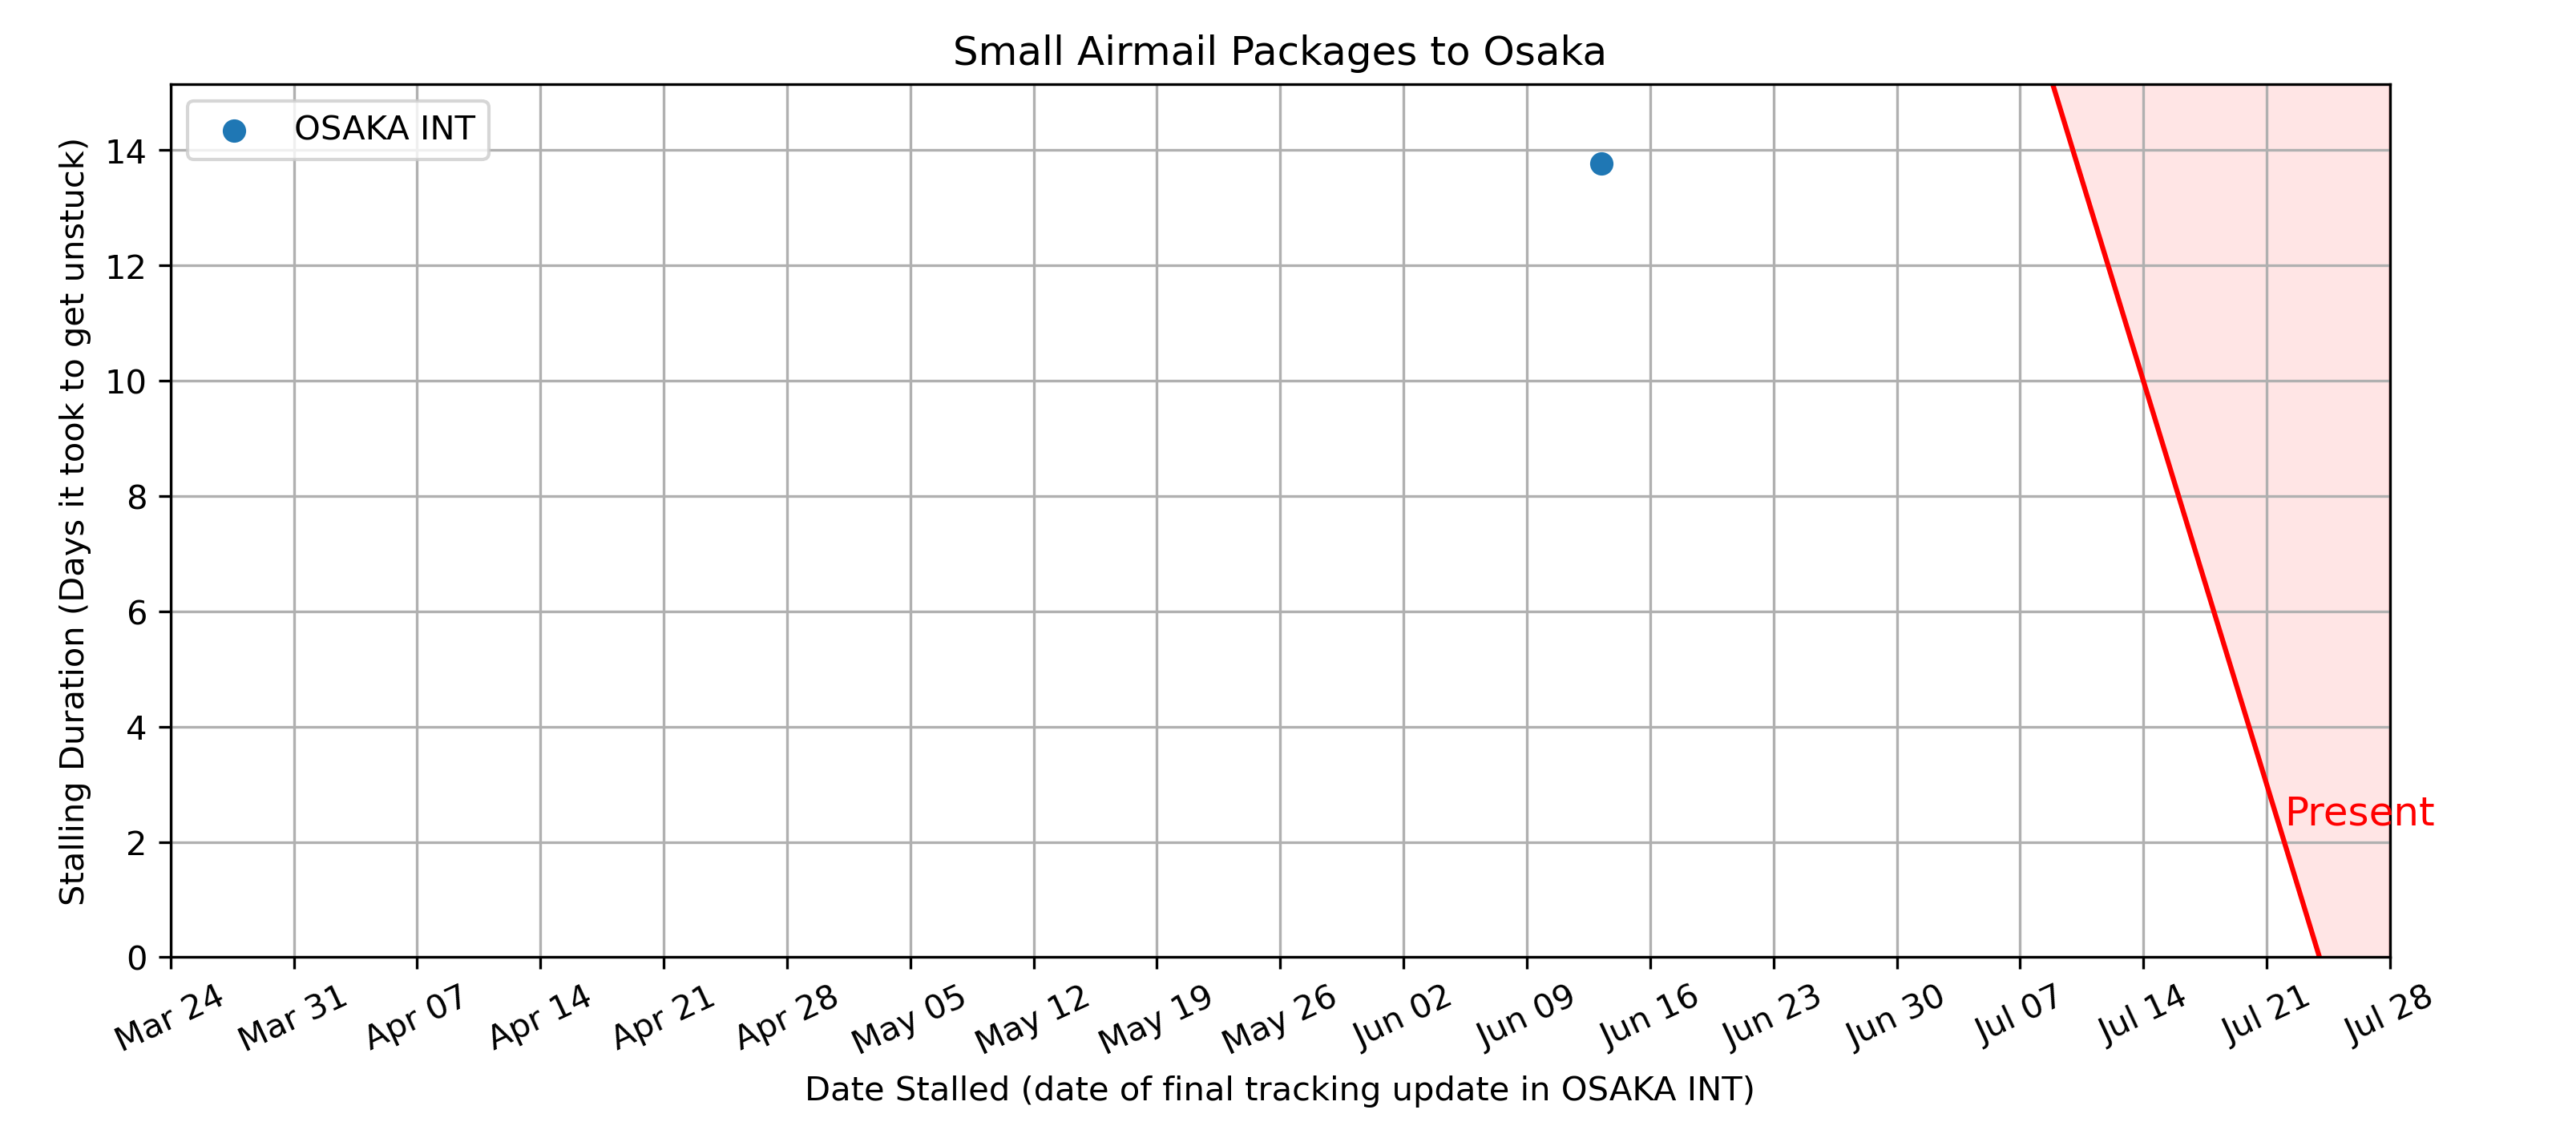 Small Airmail Packages to Osaka
OSAKA INT
Stalling Duration (Days it took to get unstuck)
14
12
10
8
6
4
2
0
Present
Mar 24
Mar 31
Apr 07
Apr 14
Apr 21
Apr 28
May 05
May 12
May 19
May 26
Jun 02
Jun 09
Jun 16
Jun 23
Jun 30
Jul 07
Jul 14
Jul 21
Jul 28
Date Stalled (date of final tracking update in OSAKA INT)